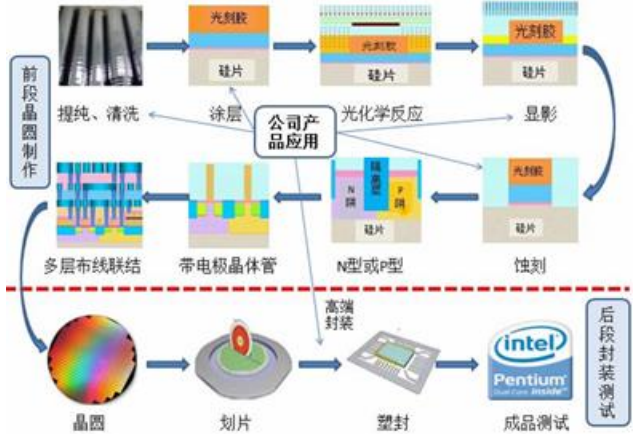 光刻胶
硅片
光刻胶
硅片
光刻胶
硅片
提纯、清洗
涂层
光化学反应
显影
前段晶圆制作
公司产
品应用
隔离层
N
阱
P
阱
硅片
光刻胶
硅片
多层布线联结
带电极晶体管
N型或P型
蚀刻
高端
封装
后段封装测试
intel
Pentium
Dual-Core inside™
晶圆
划片
塑封
成品测试